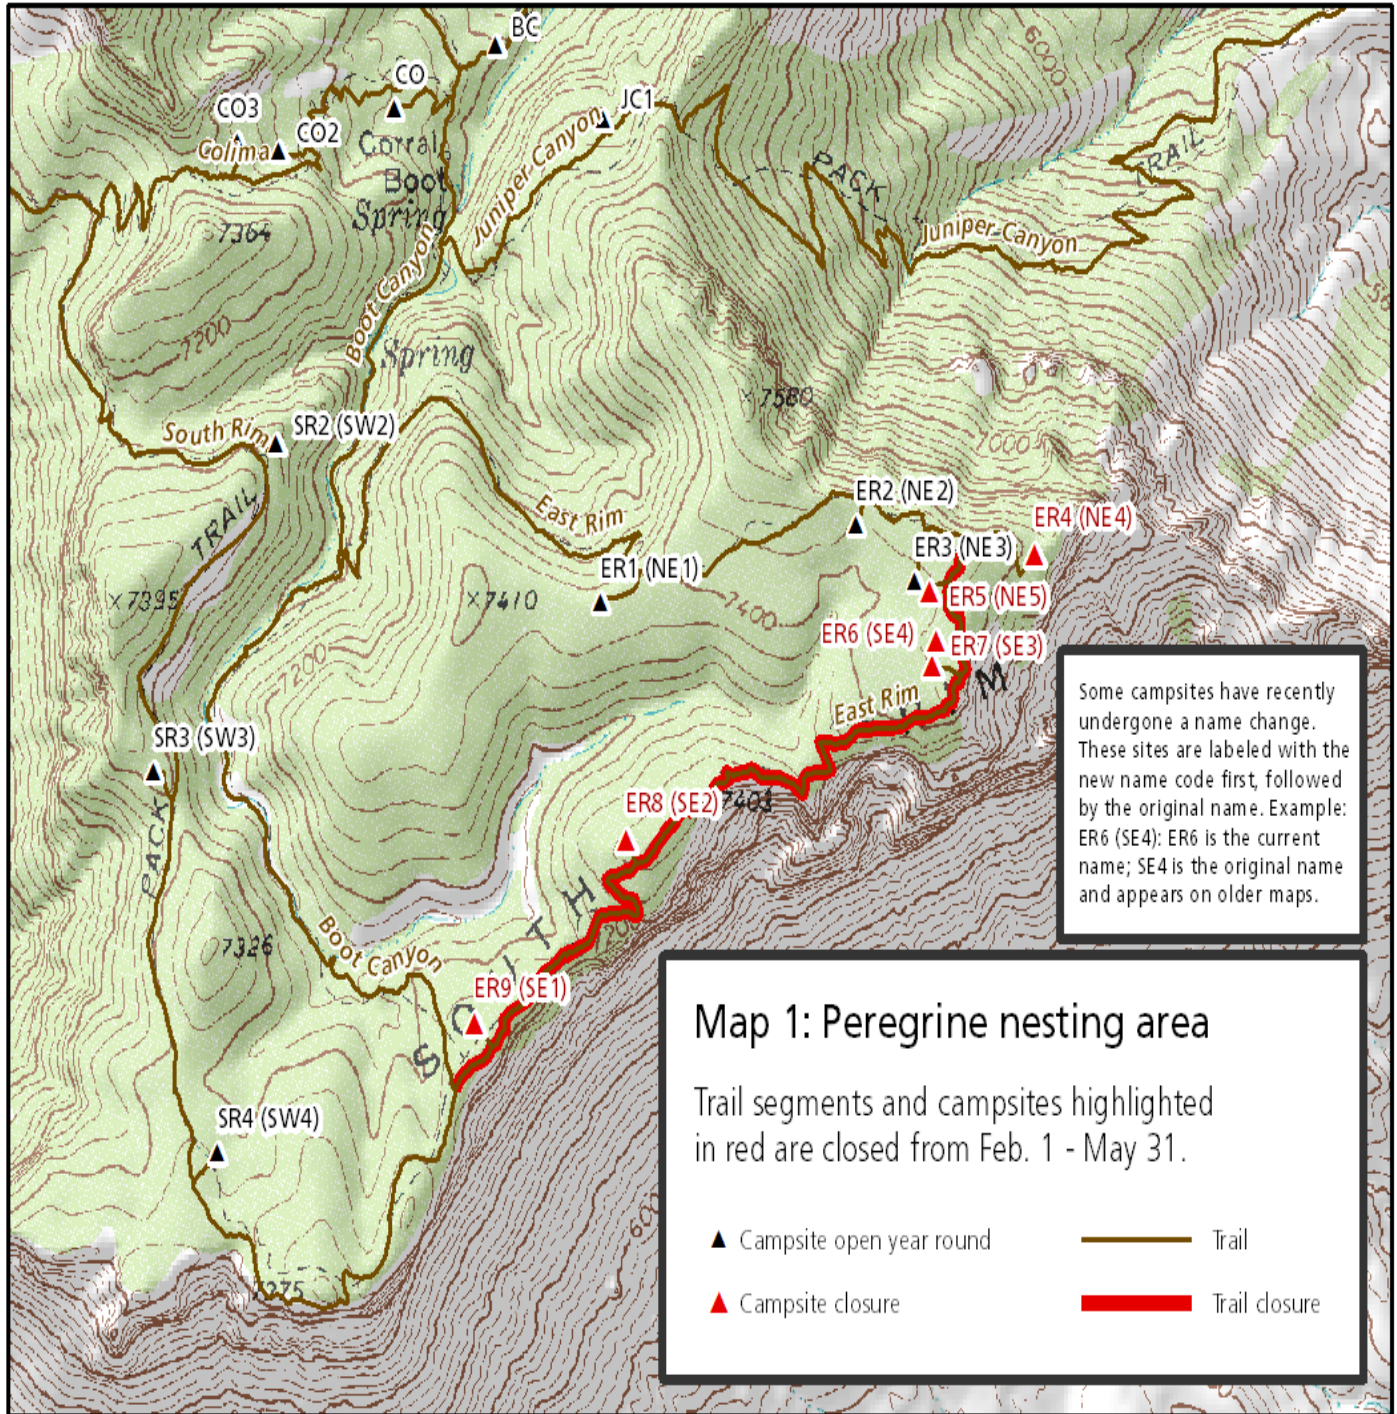 BC
6000
CO
CO3
JC1
CO2
Colima
Corral
Juniper Canyon
PACK
TRAIL
Boot
Spring
Juniper Canyon
7364
Boot Canyon
7200
Spring
7580
South Rim
SR2 (SW2)
7000
East Rim
ER2 (NE2)
TRAIL
ER4 (NE4)
ER3 (NE3)
ER1 (NE1)
×7395
×7410
7400
ER5 (NE5)
ER6 (SE4)
ER7 (SE3)
7200
East Rim
M
SR3 (SW3)
ER8 (SE2)
7403
PACK
SOUTH
7326
Boot Canyon
ER9 (SE1)
SR4 (SW4)
7275
Some campsites have recently
undergone a name change.
These sites are labeled with the
new name code first, followed
by the original name. Example:
ER6 (SE4): ER6 is the current
name; SE4 is the original name
and appears on older maps.
Map 1: Peregrine nesting area
Trail segments and campsites highlighted
in red are closed from Feb. 1 - May 31.
Campsite open year round
Trail
Campsite closure
Trail closure